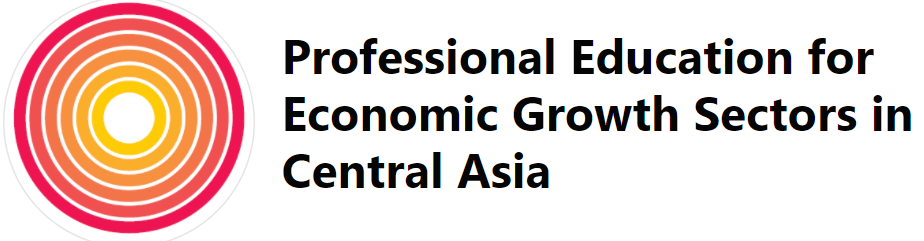 Professional Education for
Economic Growth Sectors in
Central Asia